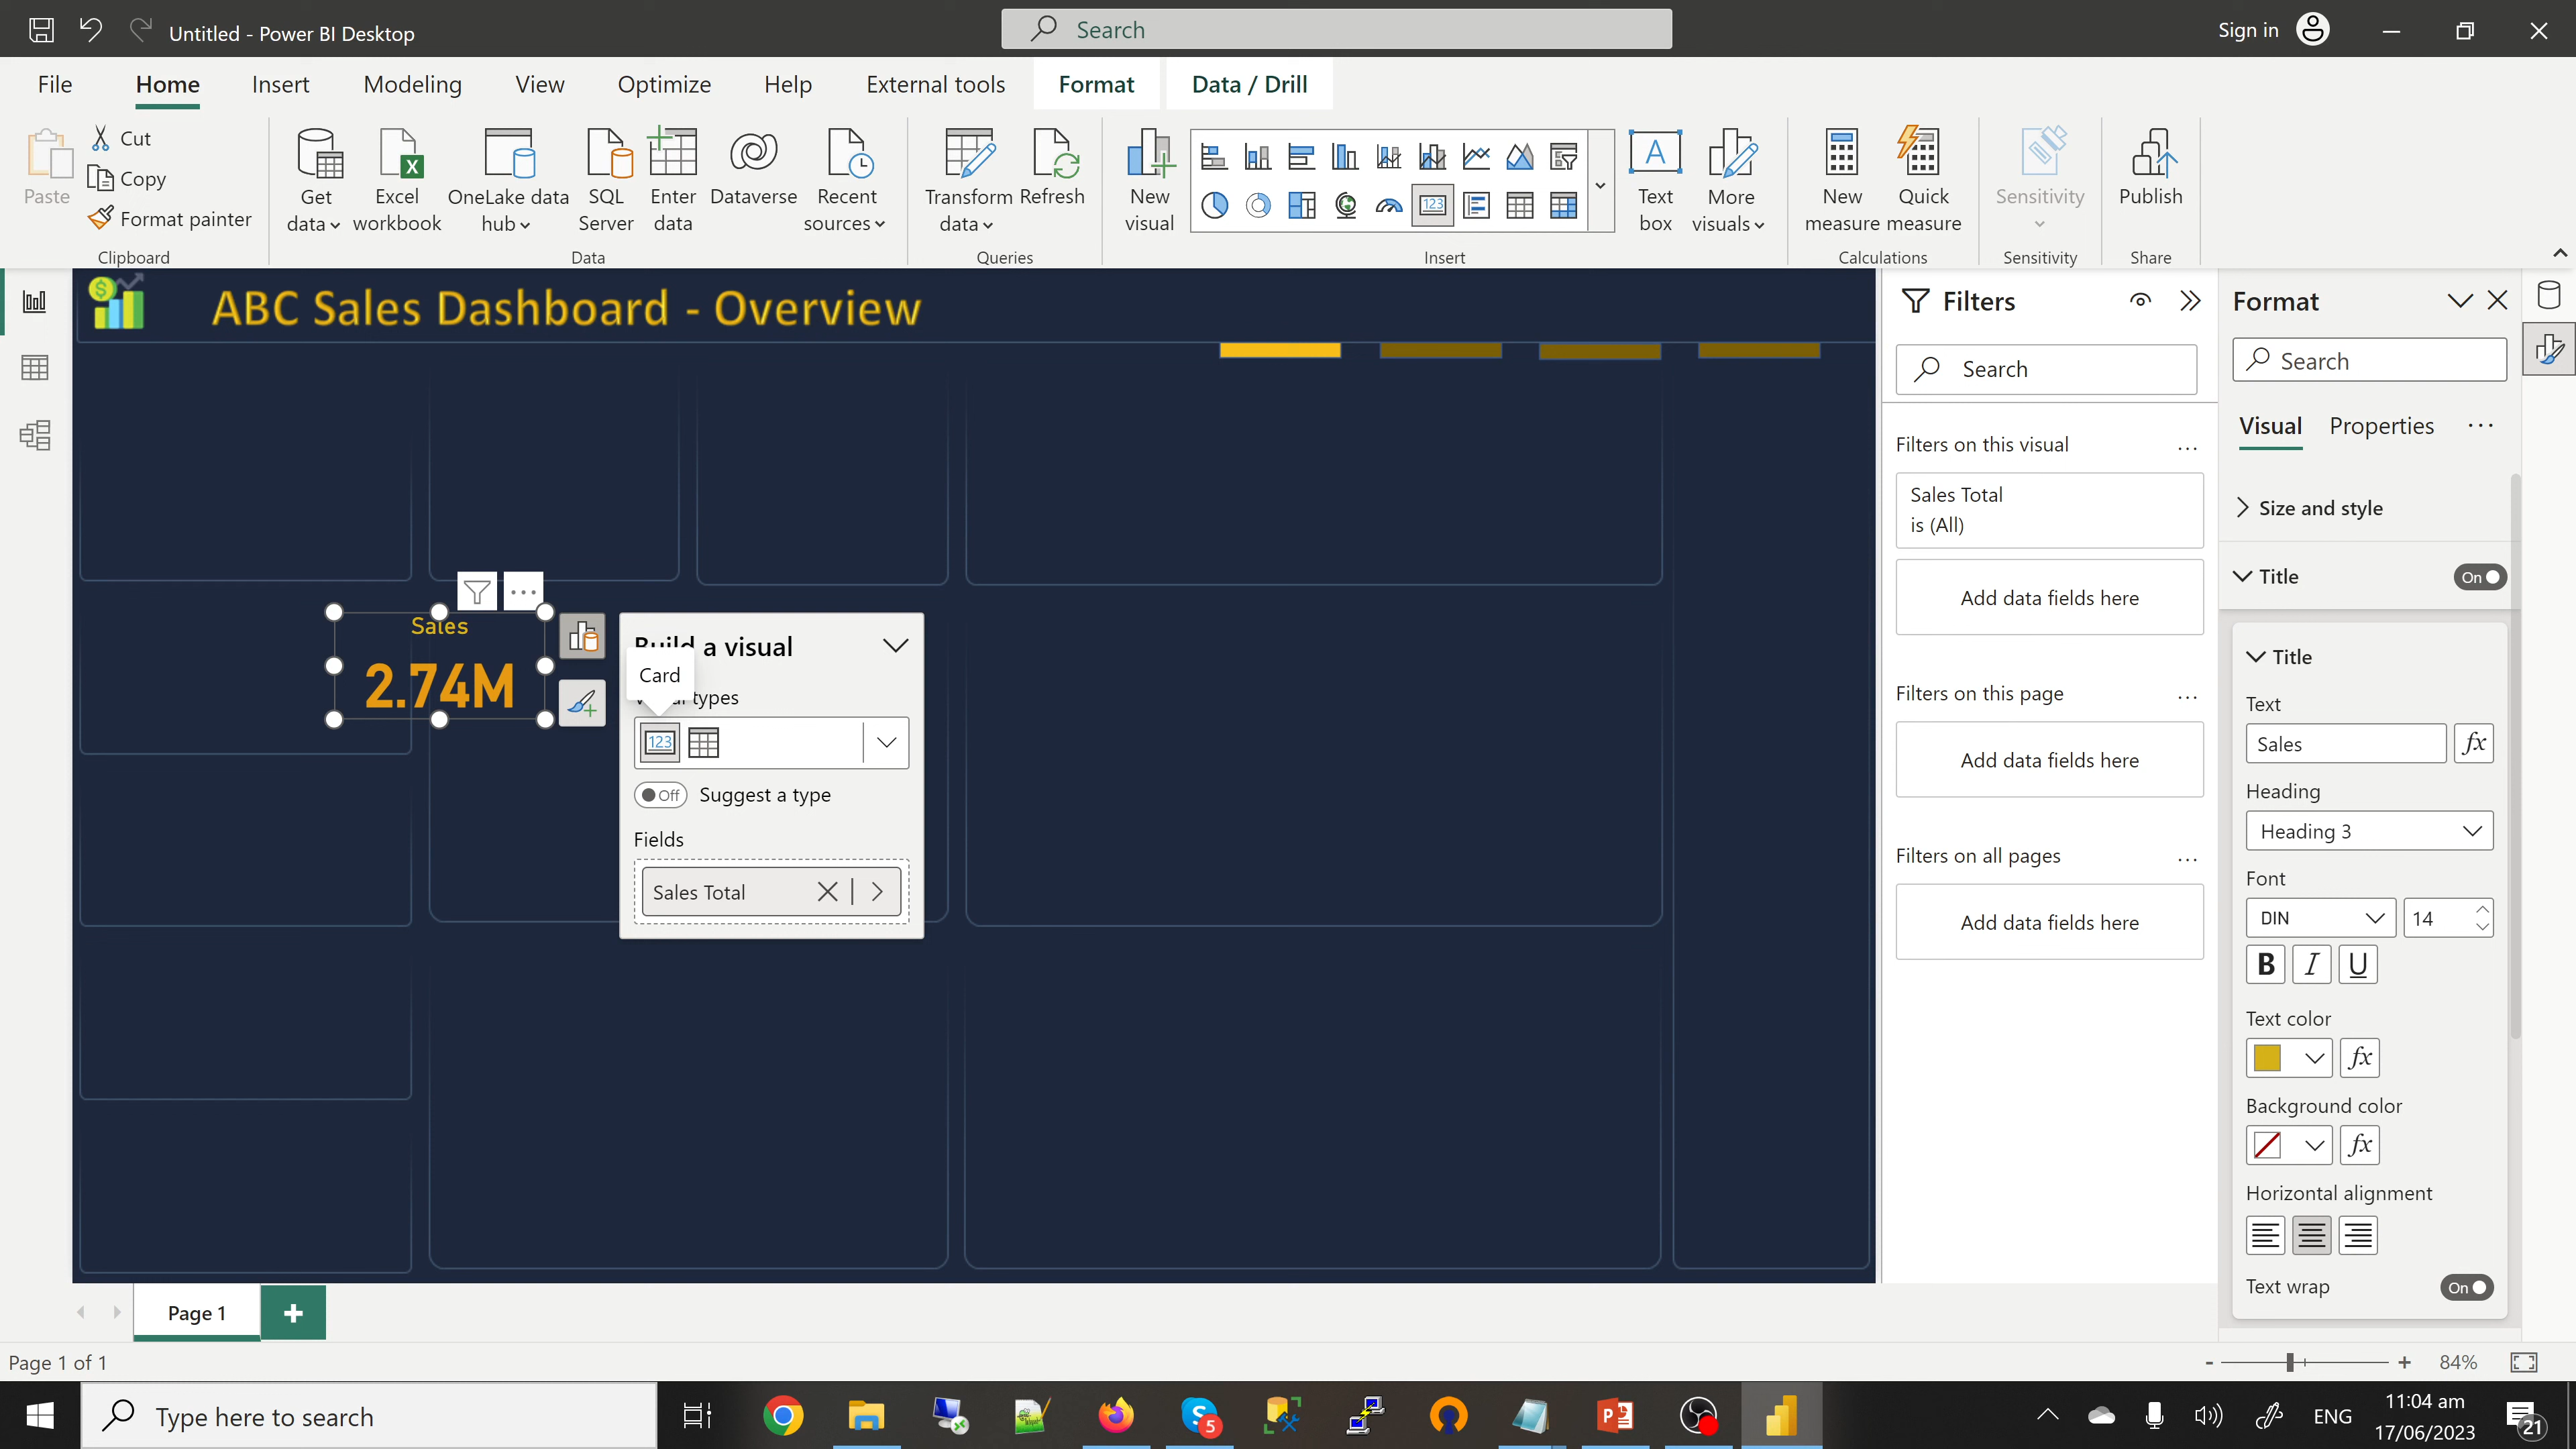 Untitled - Power BI Desktop
Search
Sign in
File
Home
Insert
Modeling
View
Optimize
Help
External tools
Format
Data / Drill
Paste
Cut
Copy
Format painter
Clipboard
Get
data
Excel
workbook
OneLake data
hub
SQL
Server
Enter
data
Dataverse
Recent
sources
Data
Transform
data
Refresh
Queries
New
visual
123
Insert
A
Text
box
More
visuals
New
measure
Quick
measure
Calculations
Sensitivity
Sensitivity
Publish
Share
ABC Sales Dashboard - Overview
Sales
2.74M
Build a visual
Card
types
123
Off
Suggest a type
Fields
Sales Total
Filters
Search
Filters on this visual
Sales Total
is (All)
Add data fields here
Filters on this page
Add data fields here
Filters on all pages
Add data fields here
Format
Search
Visual
Properties
Size and style
Title
On
Title
Text
Sales
fx
Heading
Heading 3
Font
DIN
14
B
I
U
Text color
fx
Background color
fx
Horizontal alignment
Text wrap
On
Page 1
Page 1 of 1
84%
Type here to search
5
ENG
11:04 am
17/06/2023
21